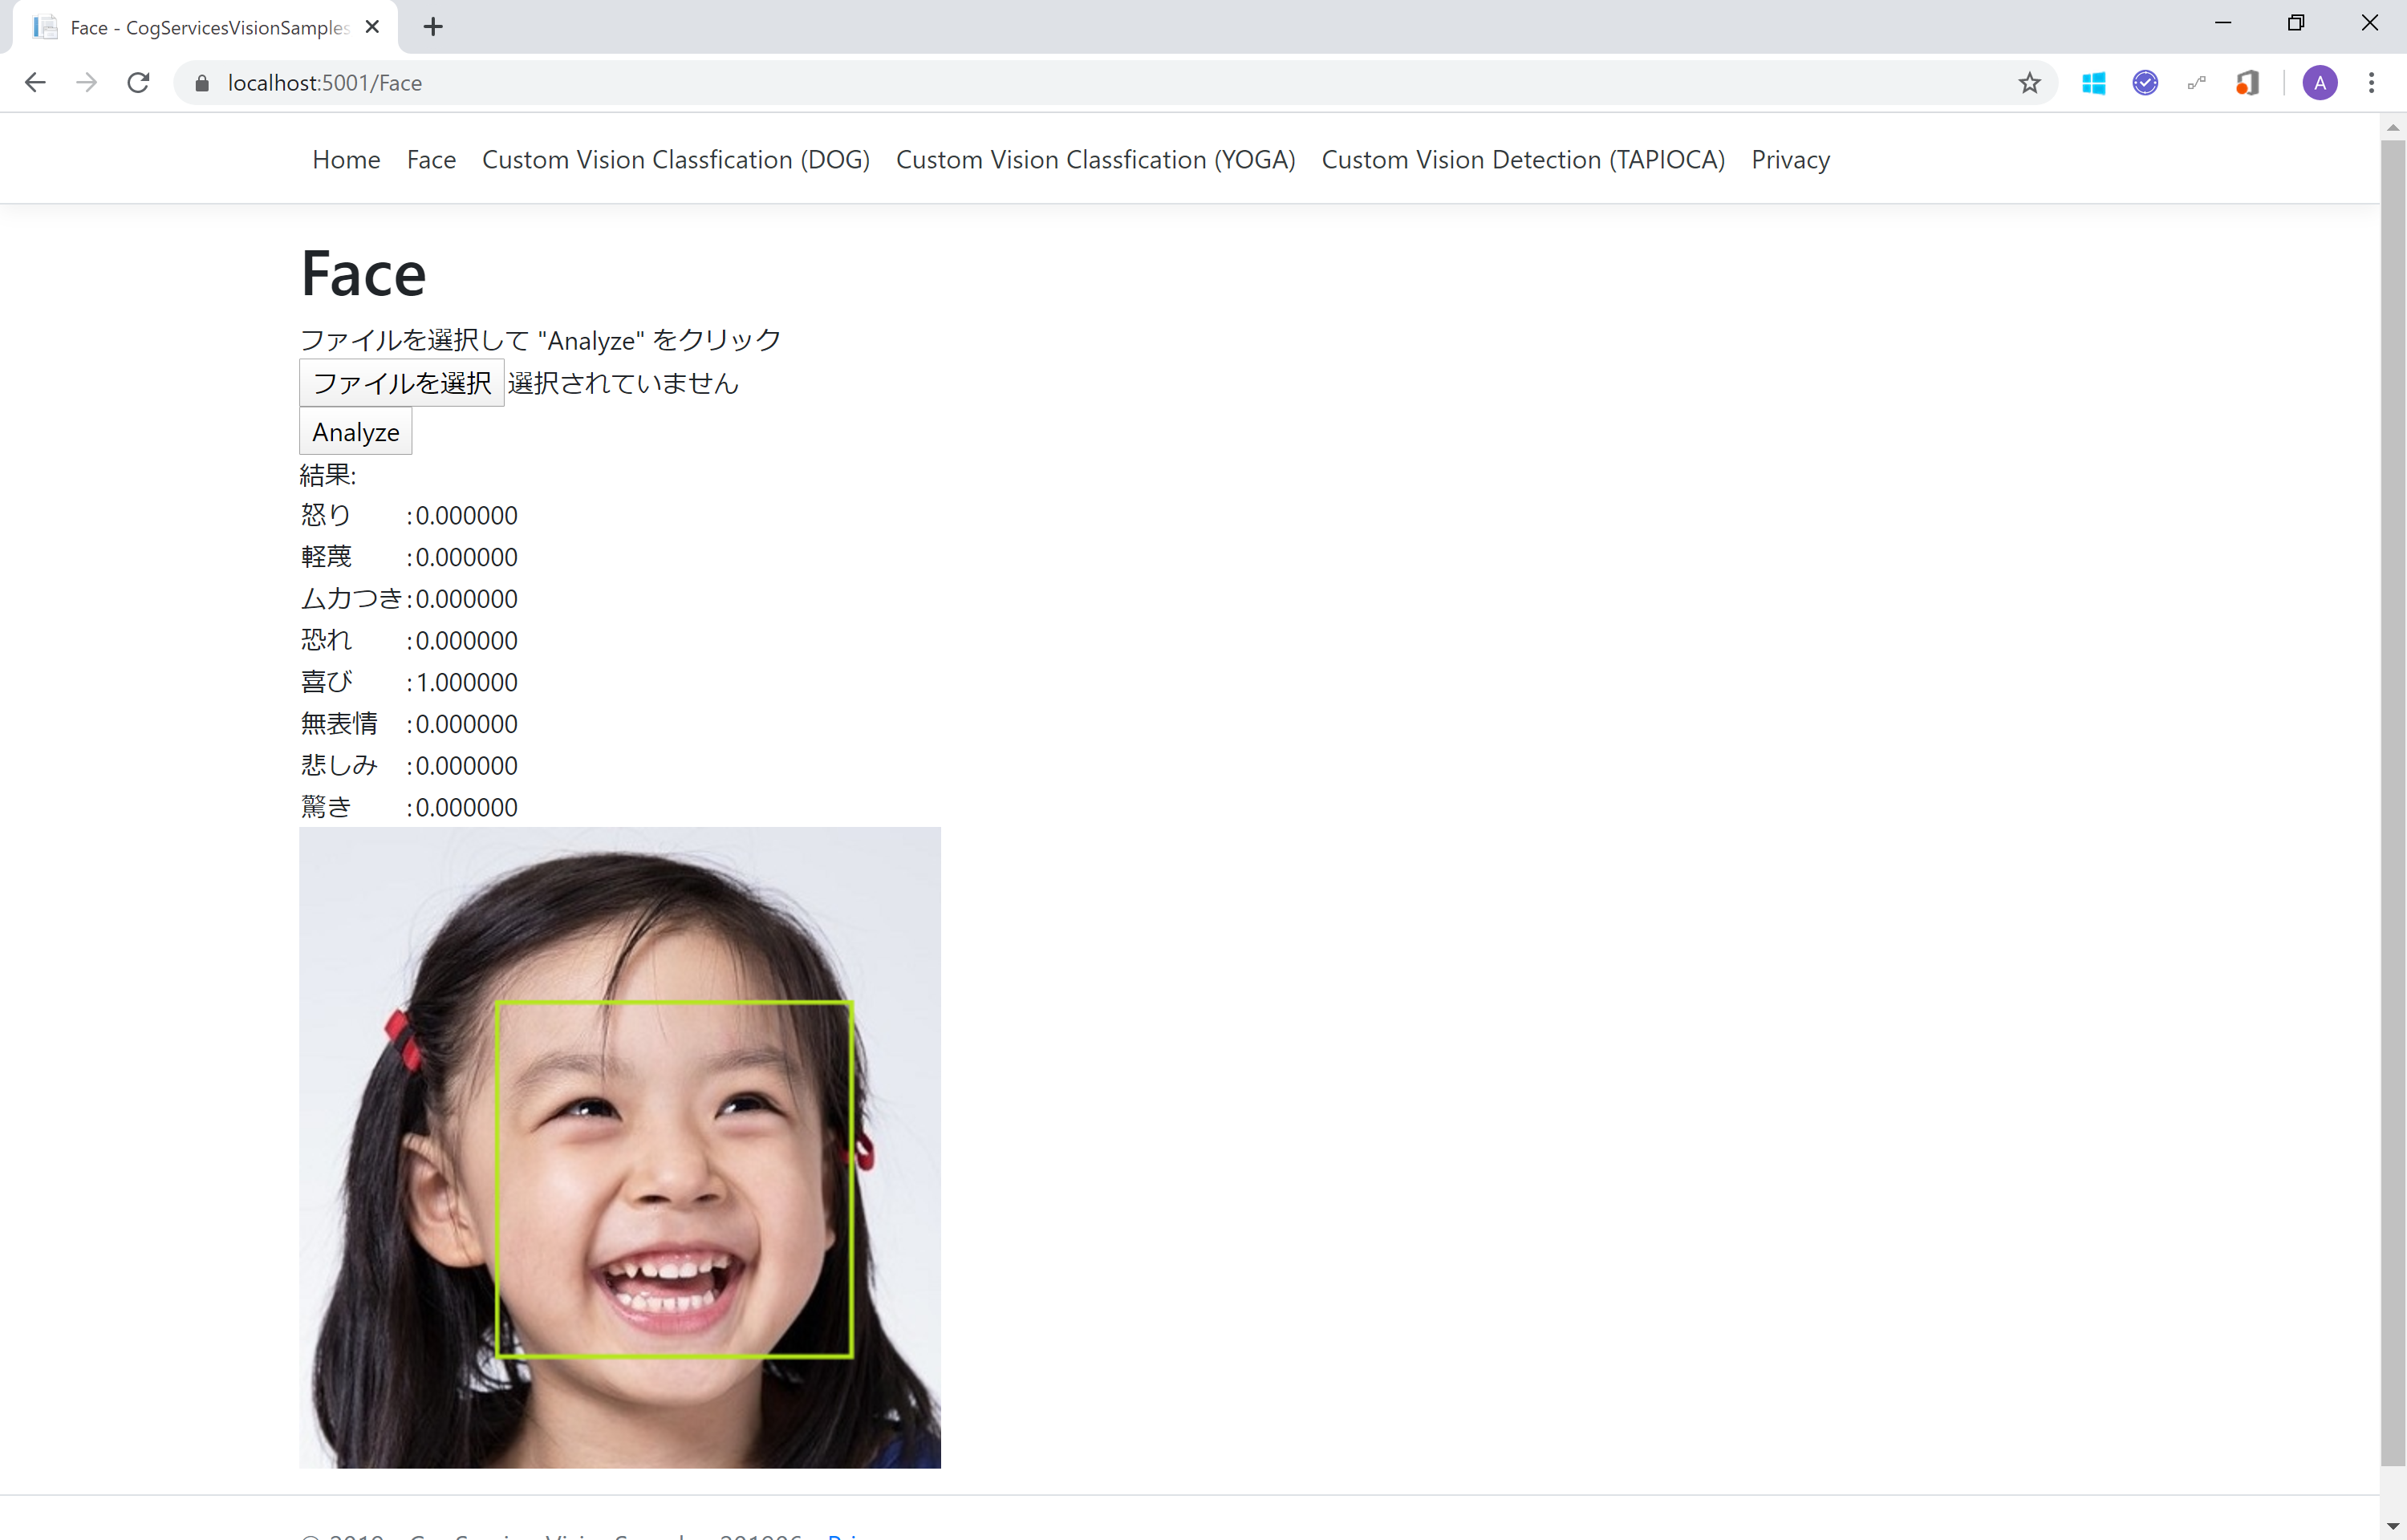 Face - CogServicesVisionSamples
localhost:5001/Face
A
Home Face Custom Vision Classfication (DOG) Custom Vision Classfication (YOGA) Custom Vision Detection (TAPIOCA) Privacy
Face
ファイルを選択して "Analyze" をクリック
ファイルを選択 選択されていません
Analyze
結果:
怒り :0.000000
軽蔑 :0.000000
ムカつき :0.000000
恐れ :0.000000
喜び :1.000000
無表情 :0.000000
悲しみ :0.000000
驚き :0.000000